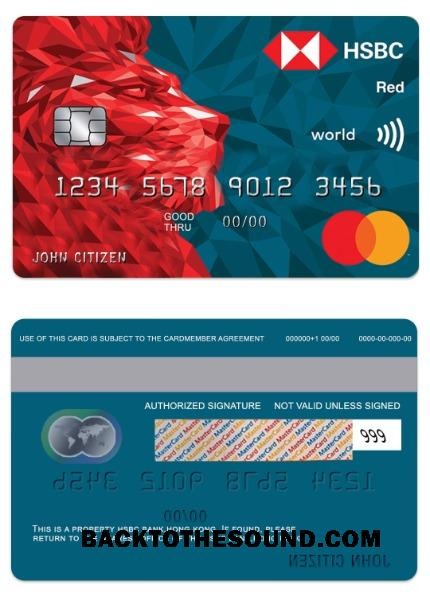 HSBC
Red
world
1234 5678 9012 3456
GOOD THRU 00/00
JOHN CITIZEN
USE OF THIS CARD IS SUBJECT TO THE CARDMEMBER AGREEMENT 000000+1 00/00 0000-00-000-00
AUTHORIZED SIGNATURE NOT VALID UNLESS SIGNED
MasterCard MasterCard MasterCard
999
1234 5678 9012 3456
00/00
THIS IS A PROPERTY HSBC BANK HONG KONG. IF FOUND, PLEASE
RETURN TO
BACKTOTHESOUND.COM
JOHN CITIZEN